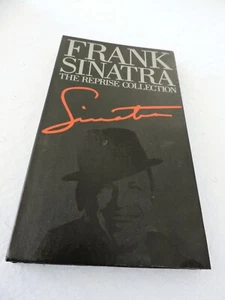 FRANK
SINATRA
THE REPRISE COLLECTION
Sinatra